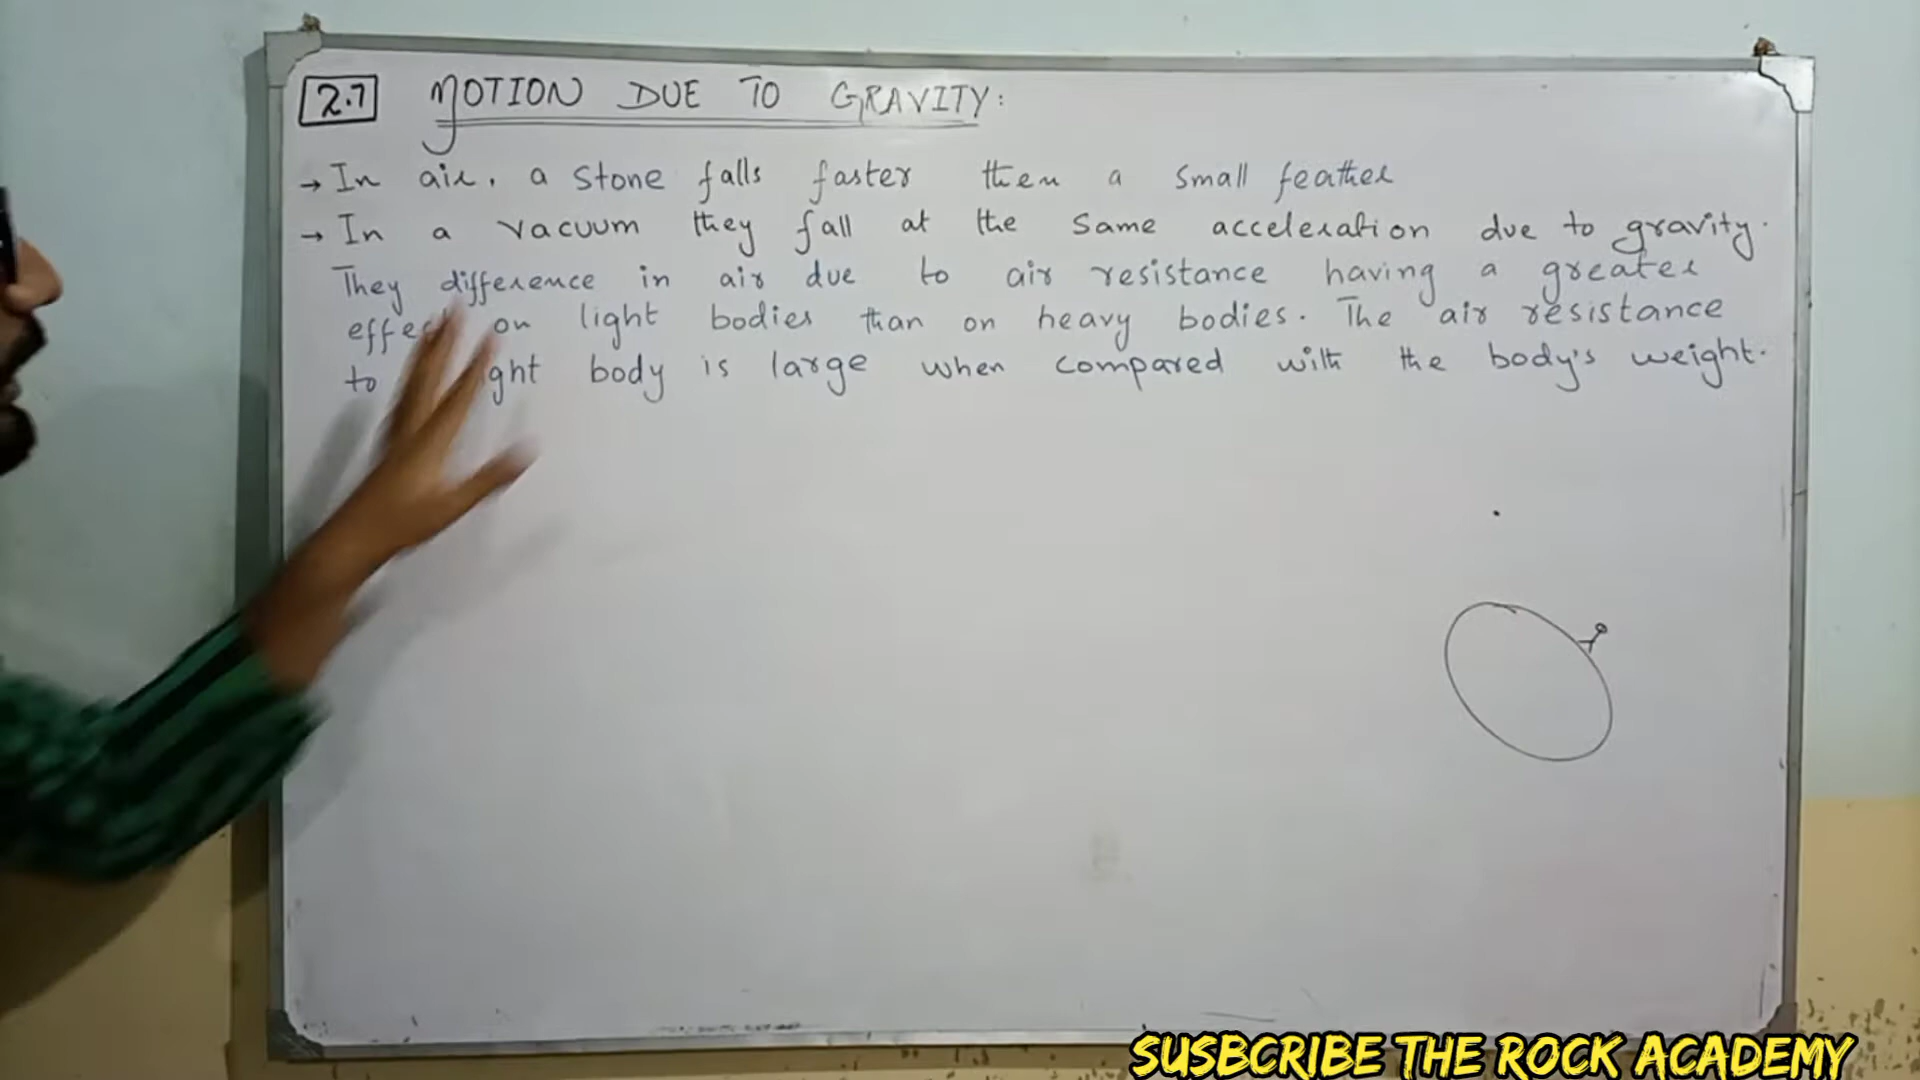 2.7 MOTION DUE TO GRAVITY:
→ In air, a stone falls faster then a small feather
→ In a vacuum they fall at the same acceleration due to gravity.
They difference in air due to air resistance having a greater
on light bodies than on heavy bodies. The air resistance
to body is large when compared with the body's weight.
SUSBCRIBE THE ROCK ACADEMY